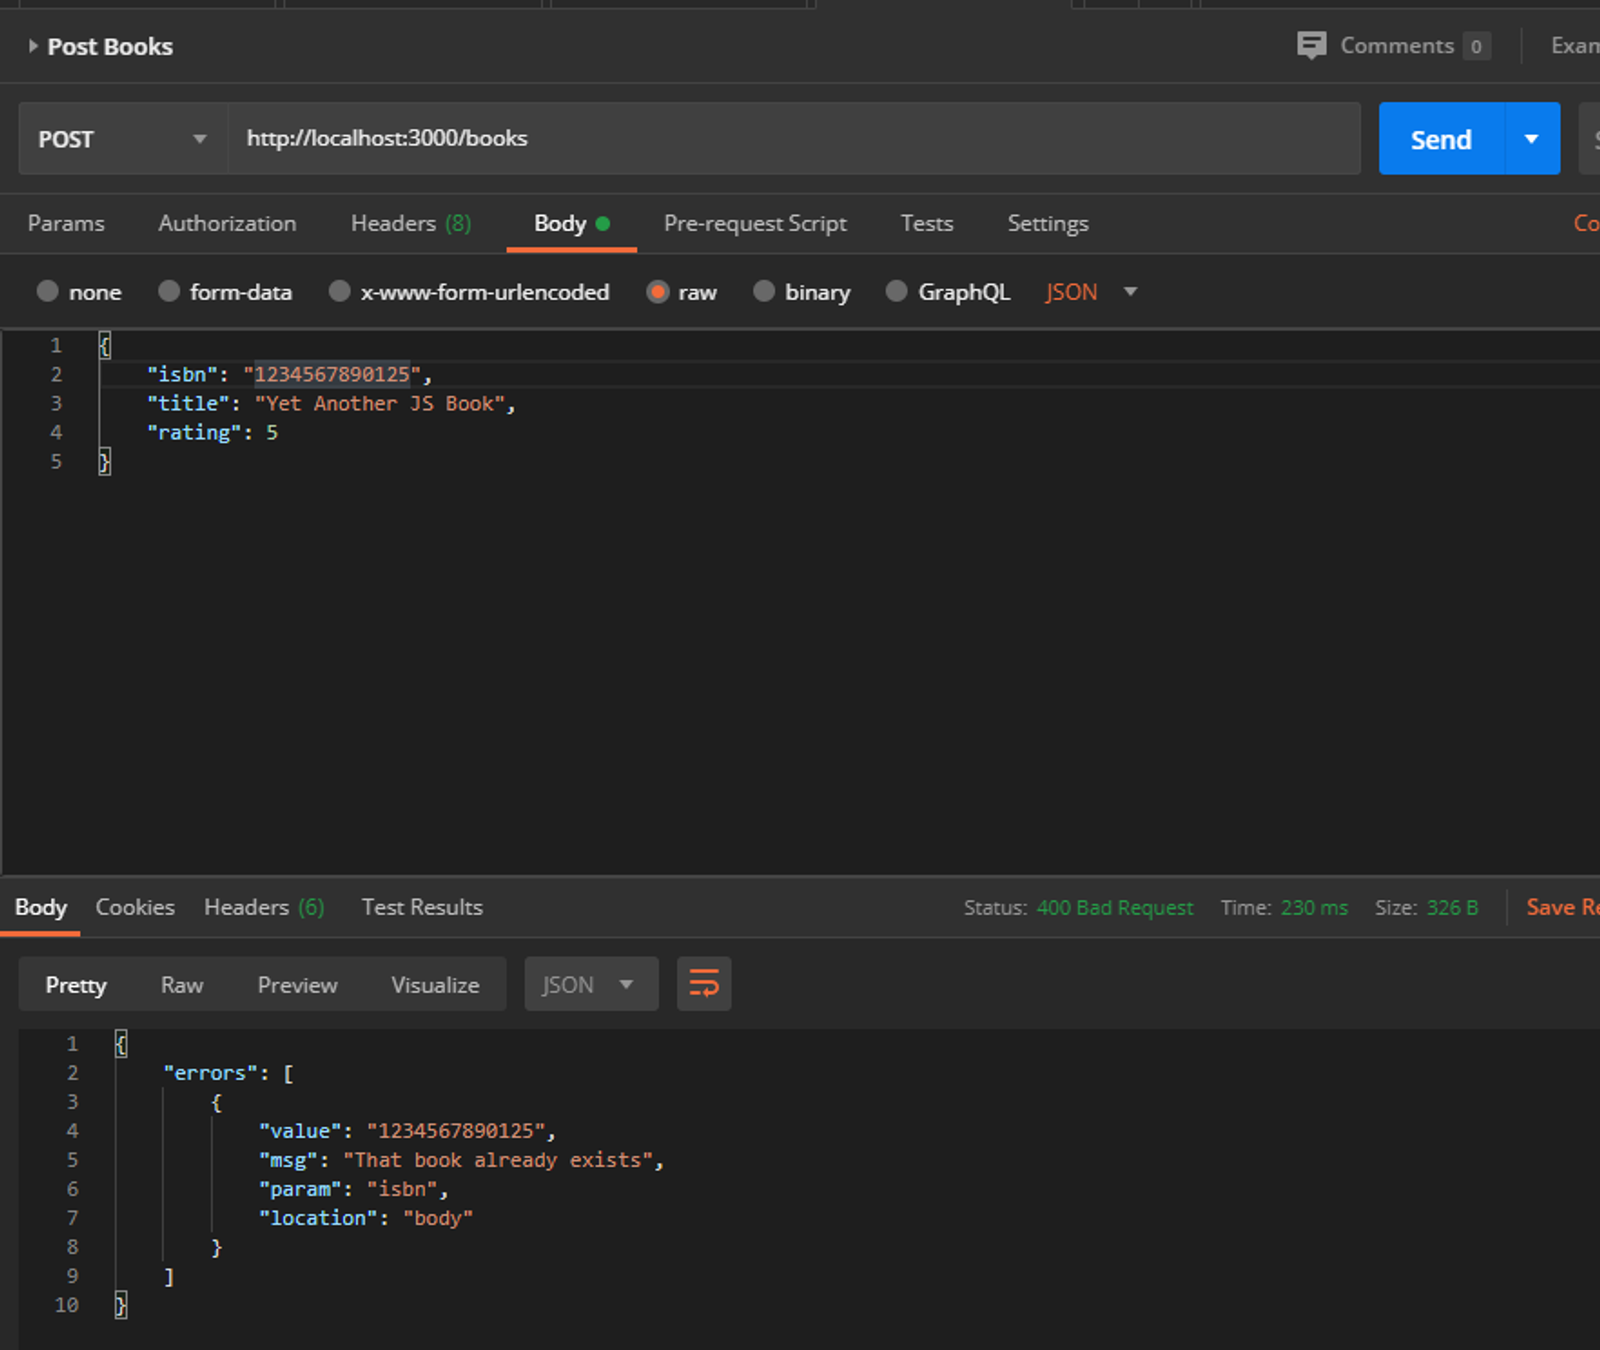 Post Books
Comments 0
POST
http://localhost:3000/books
Send
Params Authorization Headers (8) Body Pre-request Script Tests Settings
none form-data x-www-form-urlencoded raw binary GraphQL JSON
1 {
2 "isbn": "1234567890125",
3 "title": "Yet Another JS Book",
4 "rating": 5
5 }
Body Cookies Headers (6) Test Results Status: 400 Bad Request Time: 230 ms Size: 326 B Save
Pretty Raw Preview Visualize JSON
1 {
2 "errors": [
3 {
4 "value": "1234567890125",
5 "msg": "That book already exists",
6 "param": "isbn",
7 "location": "body"
8 }
9 ]
10 }